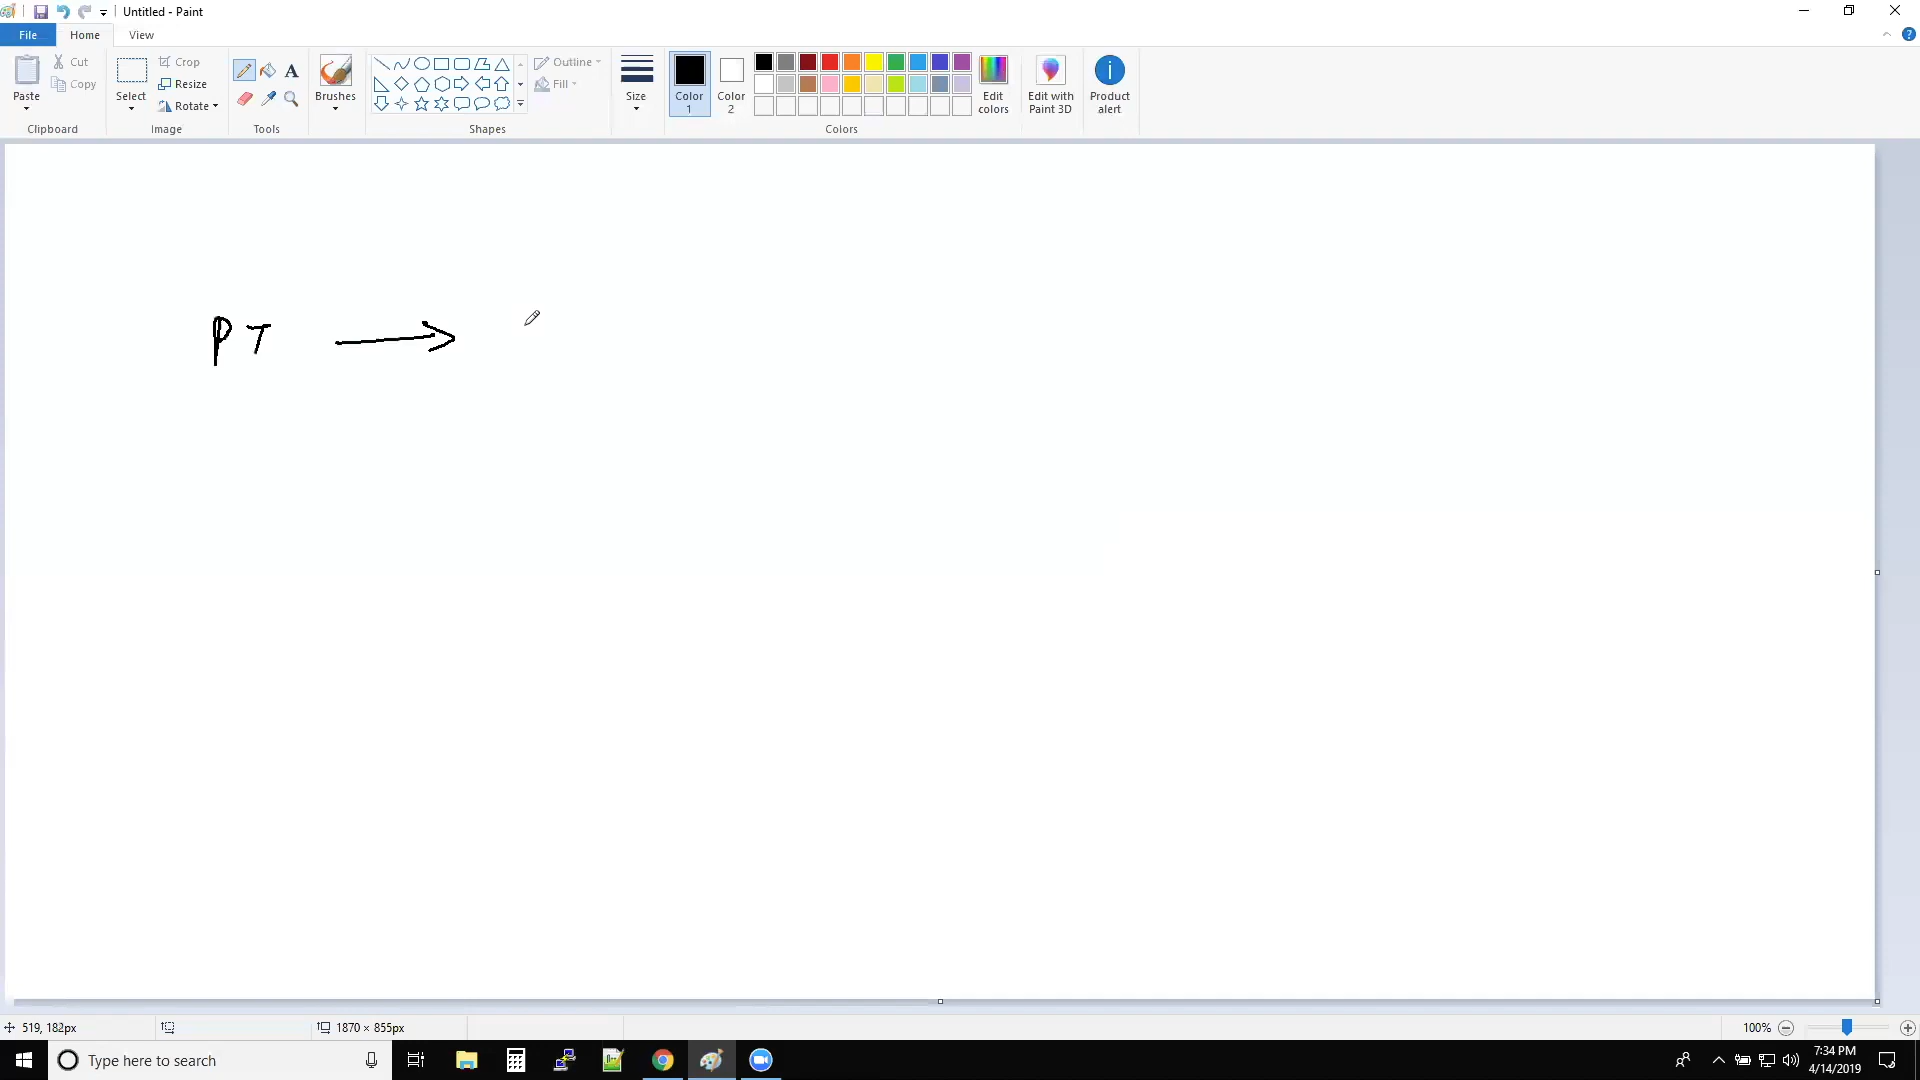 Untitled - Paint
File Home View
Paste
Cut
Copy
Clipboard
Select
Crop
Resize
Rotate
Image
A
Tools
Brushes
Shapes
Outline
Fill
Size
Color 1
Color 2
Colors
Edit colors
Edit with Paint 3D
Product alert
i
?
PT
519, 182px
1870 × 855px
100%
Type here to search
7:34 PM
4/14/2019